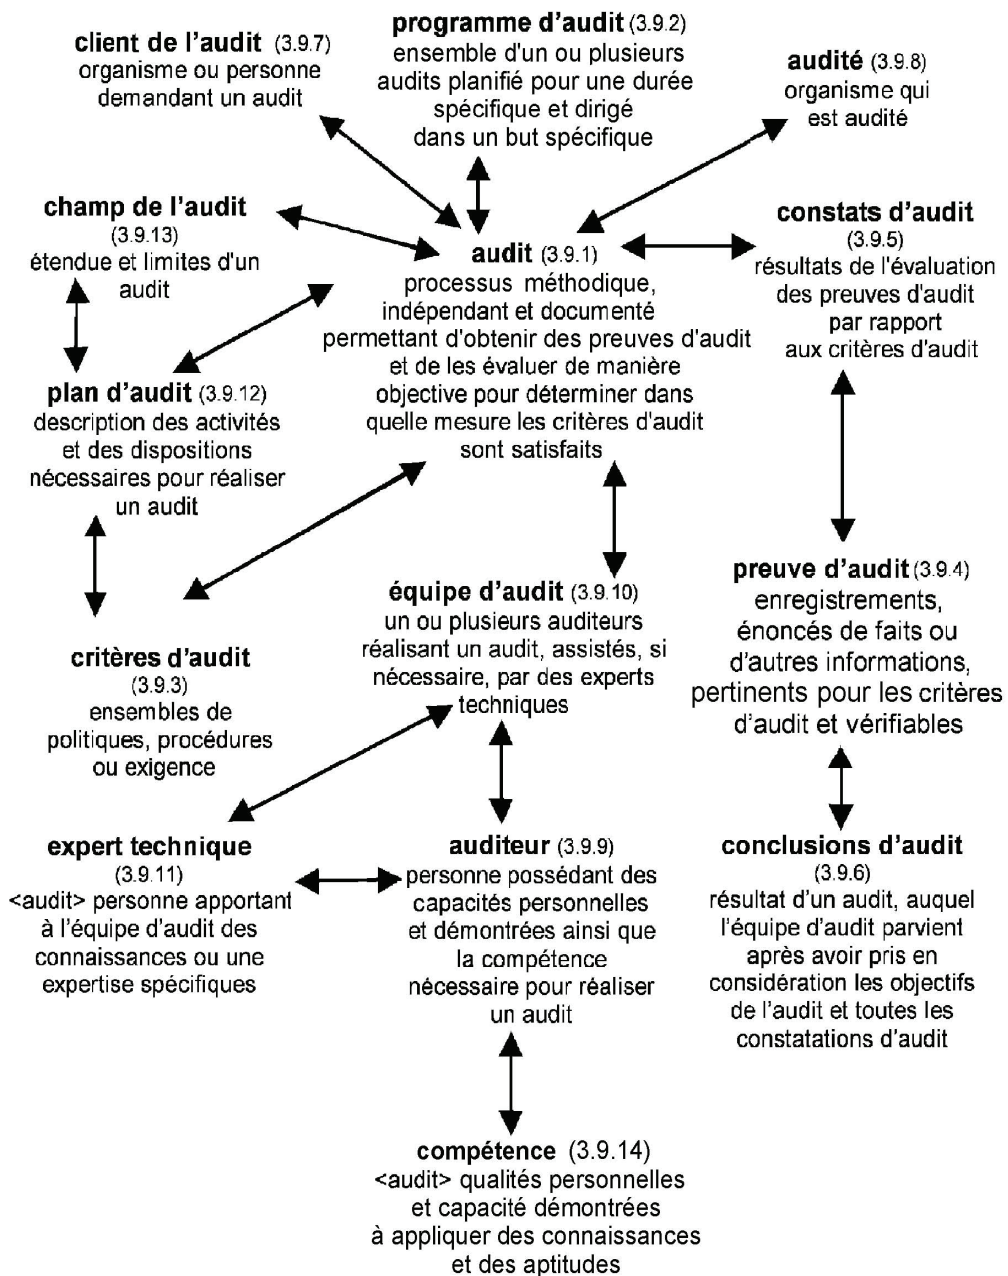 client de l'audit (3.9.7)
organisme ou personne
demandant un audit
programme d'audit (3.9.2)
ensemble d'un ou plusieurs
audits planifié pour une durée
spécifique et dirigé
dans un but spécifique
audité (3.9.8)
organisme qui
est audité
champ de l'audit
(3.9.13)
étendue et limites d'un
audit
audit (3.9.1)
processus méthodique,
indépendant et documenté
permettant d'obtenir des preuves d'audit
et de les évaluer de manière
objective pour déterminer dans
quelle mesure les critères d'audit
sont satisfaits
constats d'audit
(3.9.5)
résultats de l'évaluation
des preuves d'audit
par rapport
aux critères d'audit
plan d'audit (3.9.12)
description des activités
et des dispositions
nécessaires pour réaliser
un audit
critères d'audit
(3.9.3)
ensembles de
politiques, procédures
ou exigence
équipe d'audit (3.9.10)
un ou plusieurs auditeurs
réalisant un audit, assistés, si
nécessaire, par des experts
techniques
preuve d'audit (3.9.4)
enregistrements,
énoncés de faits ou
d'autres informations,
pertinents pour les critères
d'audit et vérifiables
expert technique
(3.9.11)
<audit> personne apportant
à l'équipe d'audit des
connaissances ou une
expertise spécifiques
auditeur (3.9.9)
personne possédant des
capacités personnelles
et démontrées ainsi que
la compétence
nécessaire pour réaliser
un audit
conclusions d'audit
(3.9.6)
résultat d'un audit, auquel
l'équipe d'audit parvient
après avoir pris en
considération les objectifs
de l'audit et toutes les
constatations d'audit
compétence (3.9.14)
<audit> qualités personnelles
et capacité démontrées
à appliquer des connaissances
et des aptitudes